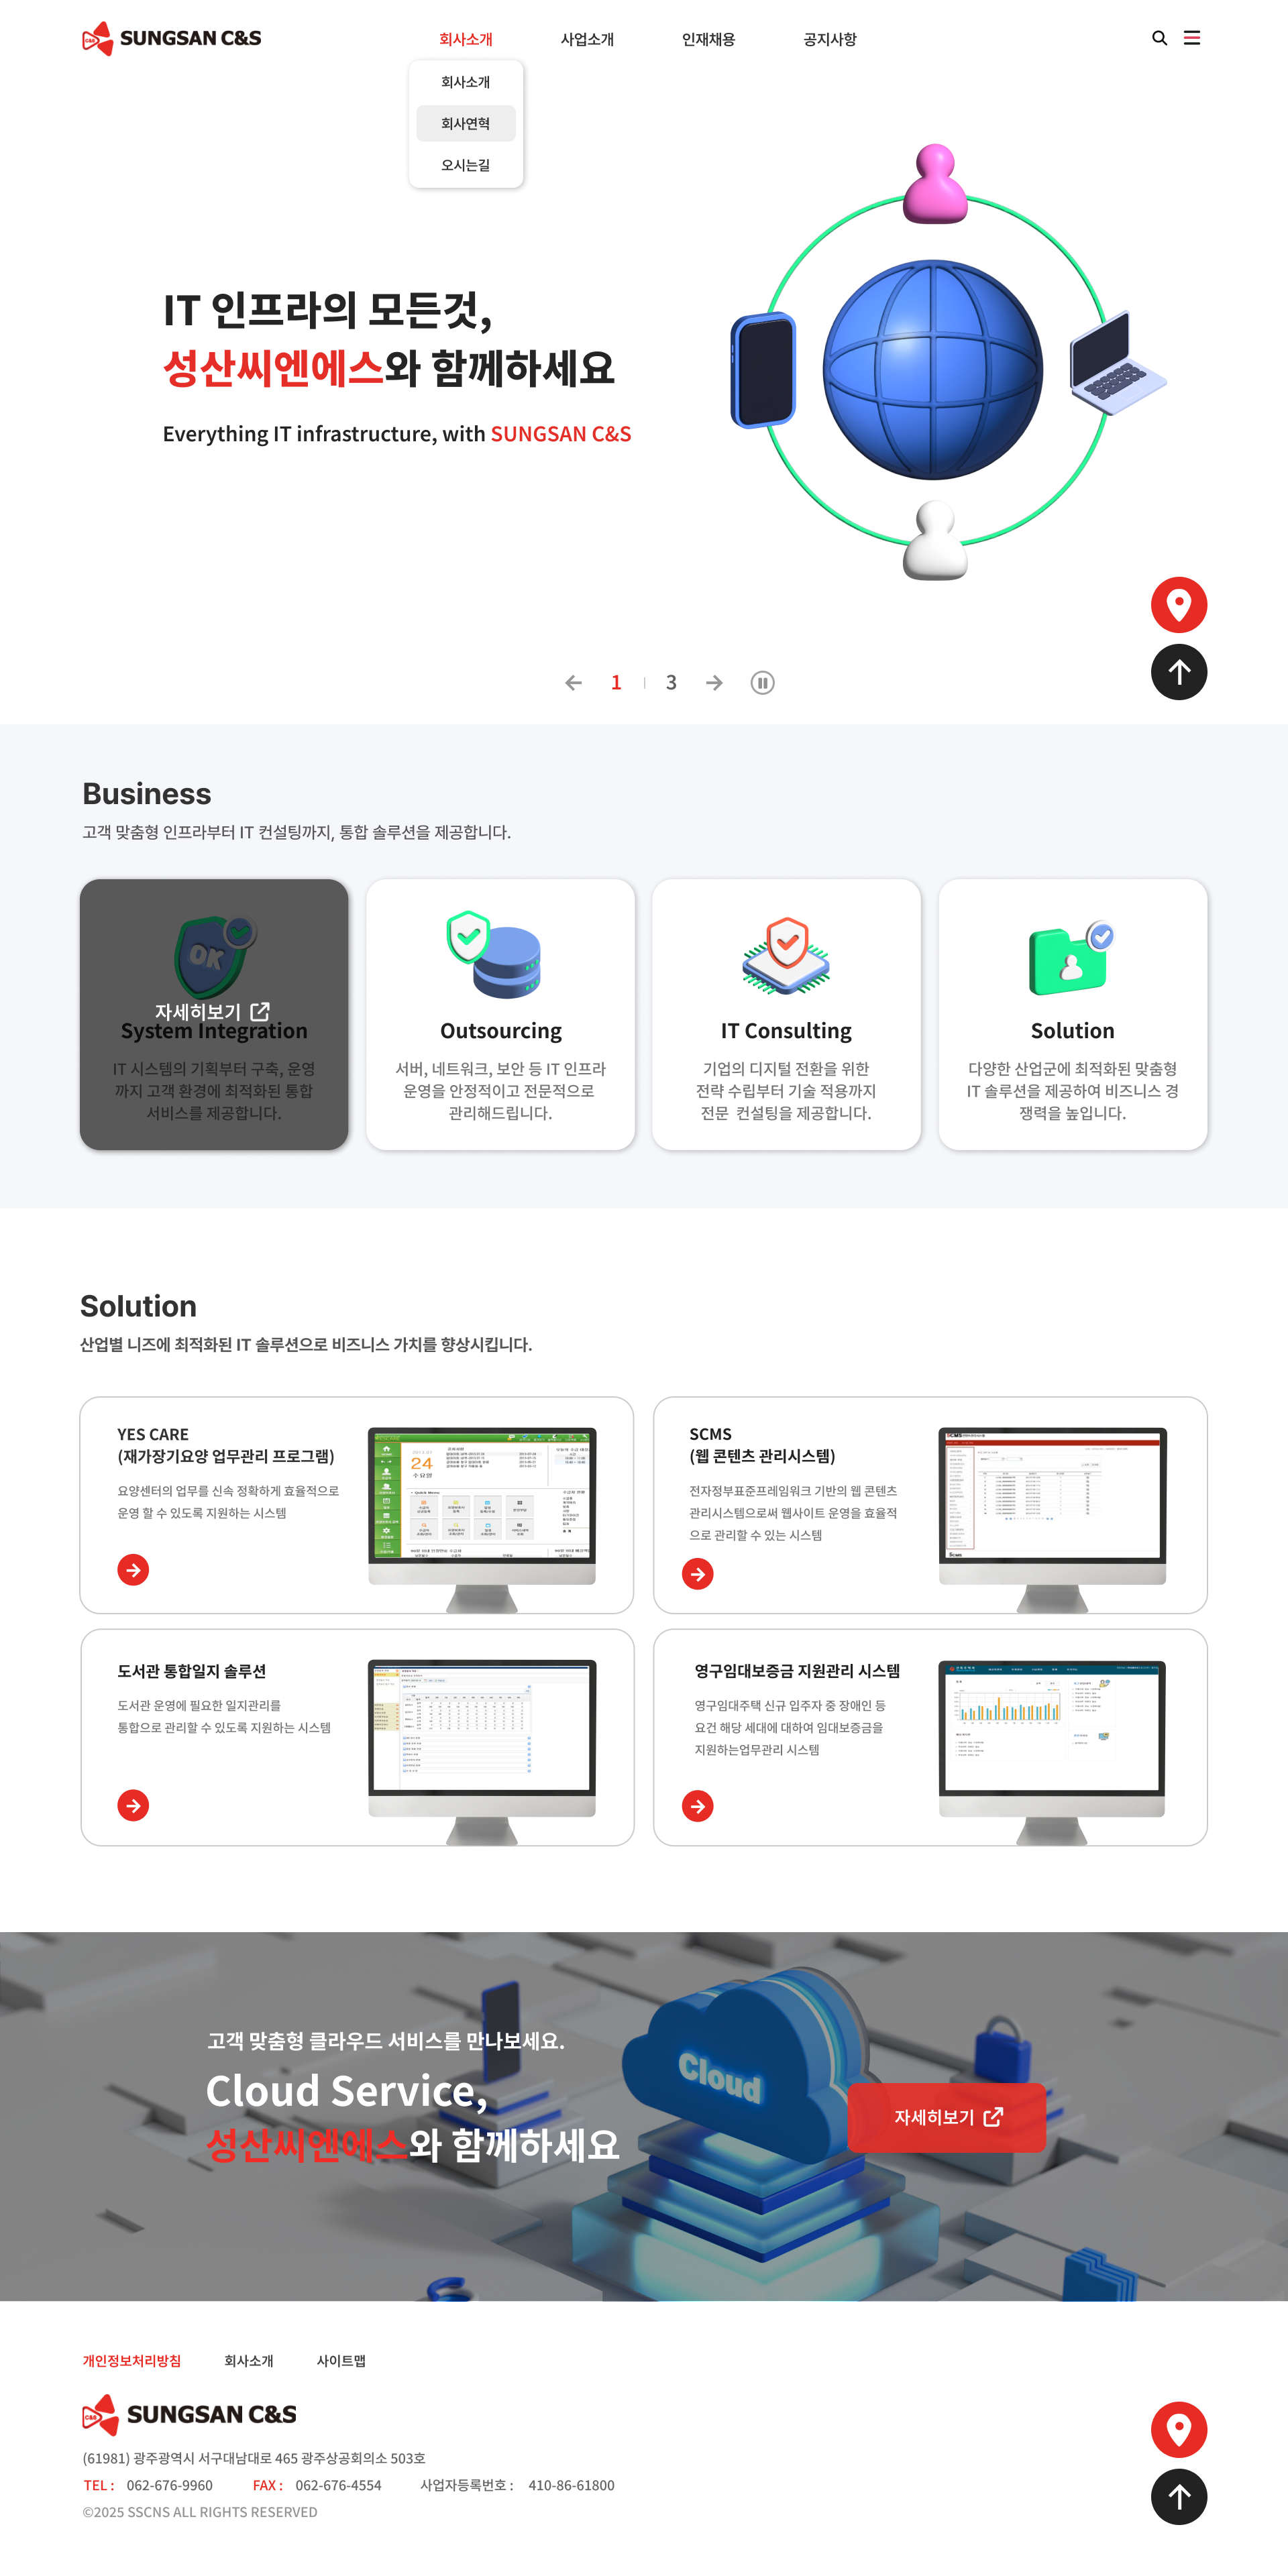 SUNGSAN C&S
회사소개 사업소개 인재채용 공지사항
회사소개
회사연혁
오시는길
IT 인프라의 모든것,
성산씨엔에스와 함께하세요
Everything IT infrastructure, with SUNGSAN C&S
1 3
Business
고객 맞춤형 인프라부터 IT 컨설팅까지, 통합 솔루션을 제공합니다.
OK
자세히보기
System Integration
IT 시스템의 기획부터 구축, 운영
까지 고객 환경에 최적화된 통합
서비스를 제공합니다.
Outsourcing
서버, 네트워크, 보안 등 IT 인프라
운영을 안정적이고 전문적으로
관리해드립니다.
IT Consulting
기업의 디지털 전환을 위한
전략 수립부터 기술 적용까지
전문 컨설팅을 제공합니다.
Solution
다양한 산업군에 최적화된 맞춤형
IT 솔루션을 제공하여 비즈니스 경
쟁력을 높입니다.
Solution
산업별 니즈에 최적화된 IT 솔루션으로 비즈니스 가치를 향상시킵니다.
YES CARE
(재가장기요양 업무관리 프로그램)
요양센터의 업무를 신속 정확하게 효율적으로
운영 할 수 있도록 지원하는 시스템
24
수요일
Quick Menu
SCMS
(웹 콘텐츠 관리시스템)
전자정부표준프레임워크 기반의 웹 콘텐츠
관리시스템으로써 웹사이트 운영을 효율적
으로 관리할 수 있는 시스템
SCMS
SCMS
도서관 통합일지 솔루션
도서관 운영에 필요한 일지관리를
통합으로 관리할 수 있도록 지원하는 시스템
영구임대보증금 지원관리 시스템
영구임대주택 신규 입주자 중 장애인 등
요건 해당 세대에 대하여 임대보증금을
지원하는업무관리 시스템
고객 맞춤형 클라우드 서비스를 만나보세요.
Cloud Service,
성산씨엔에스와 함께하세요
Cloud
자세히보기
개인정보처리방침 회사소개 사이트맵
SUNGSAN C&S
(61981) 광주광역시 서구대남대로 465 광주상공회의소 503호
TEL : 062-676-9960 FAX : 062-676-4554 사업자등록번호 : 410-86-61800
©2025 SSCNS ALL RIGHTS RESERVED